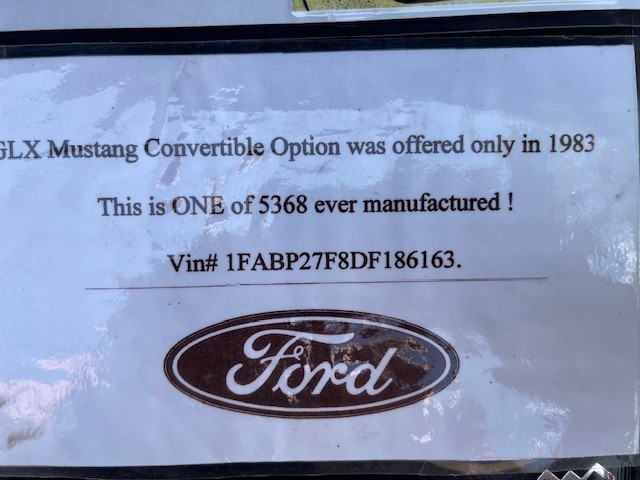 GLX Mustang Convertible Option was offered only in 1983
This is ONE of 5368 ever manufactured !
Vin# 1FABP27F8DF186163.
Ford